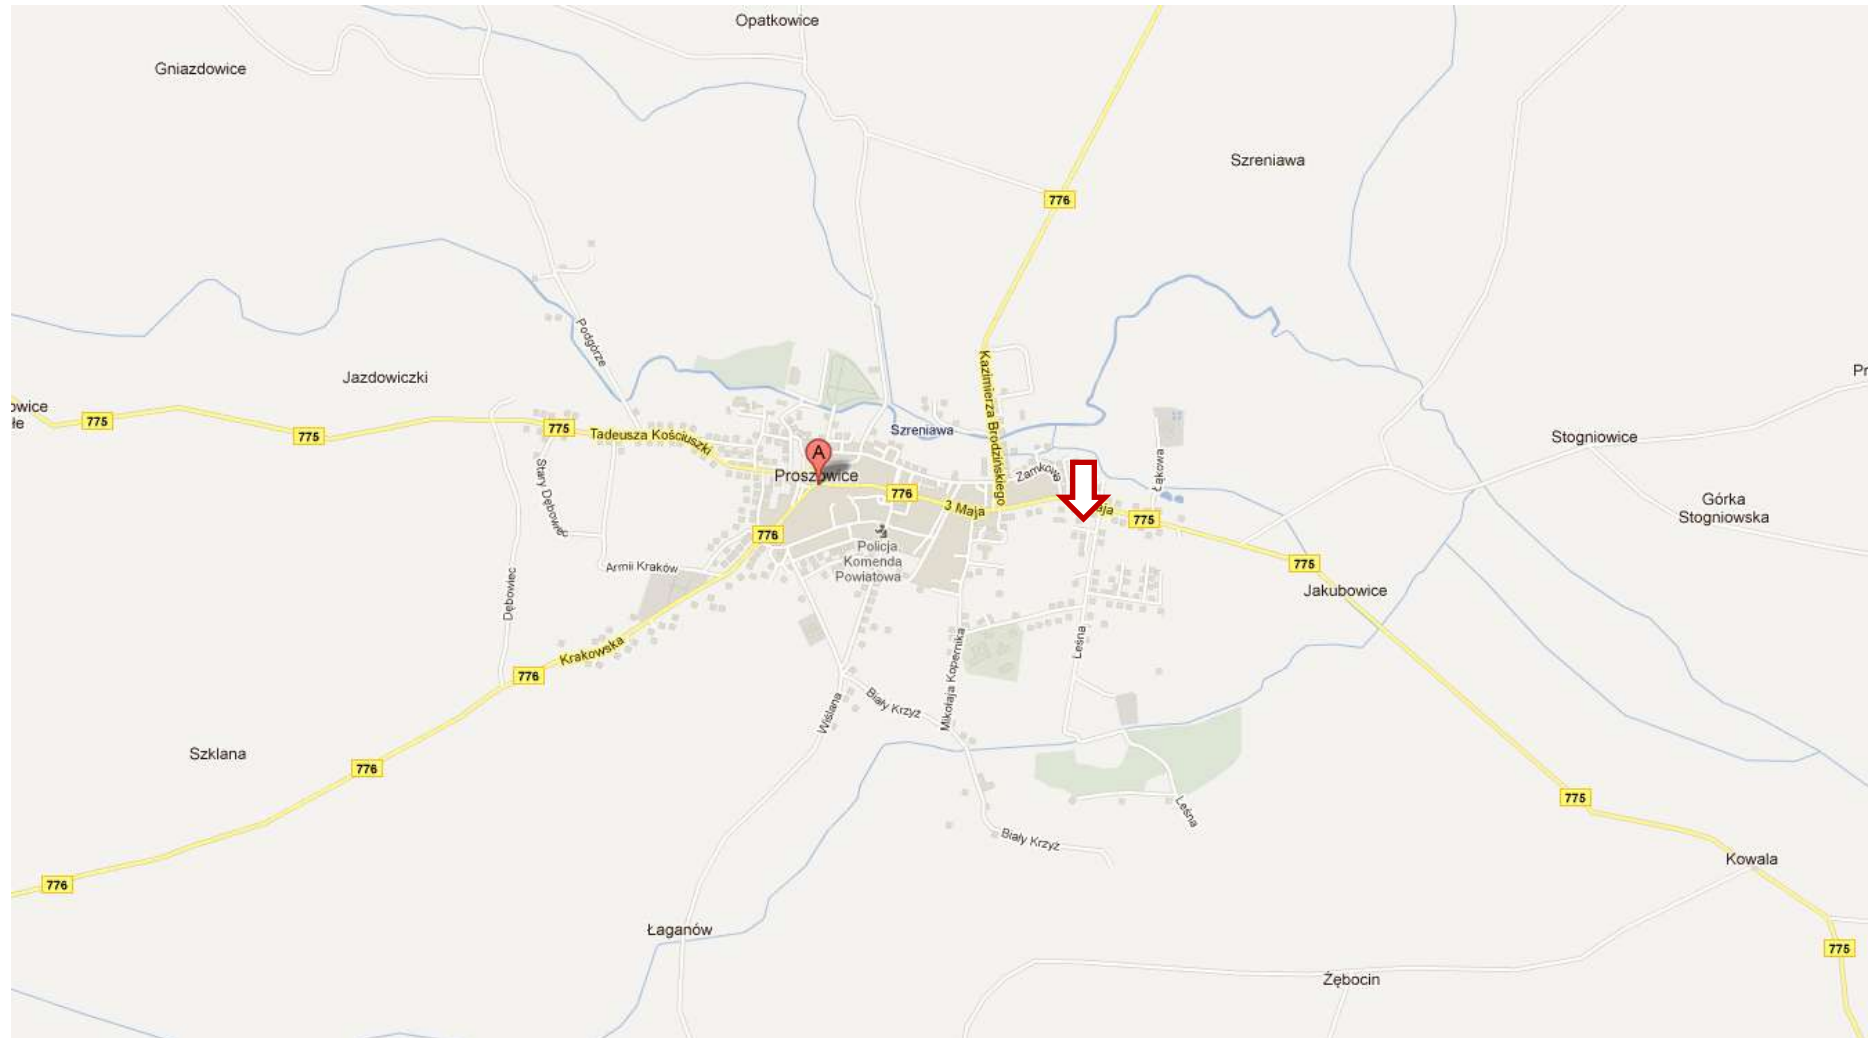 Opatkowice
Gniazdowice
Szreniawa
776
Podgórze
Jazdowiczki
Pr
owice
łe
775
775
775
Tadeusza Kościuszki
Szreniawa
Kazimierza Brodzińskiego
Stogniowice
A
Proszowice
Stary Dębowiec
776
3 Maja
Zamkowa
aja
Łąkowa
775
Górka
Stogniowska
776
Policja
Komenda
Powiatowa
Armii Kraków
Dębowiec
775
Jakubowice
Krakowska
776
Leśna
Mikołaja Kopernika
Wiślana
Biały Krzyż
Szklana
776
775
Leśna
Biały Krzyż
Kowala
776
Łaganów
775
Żębocin